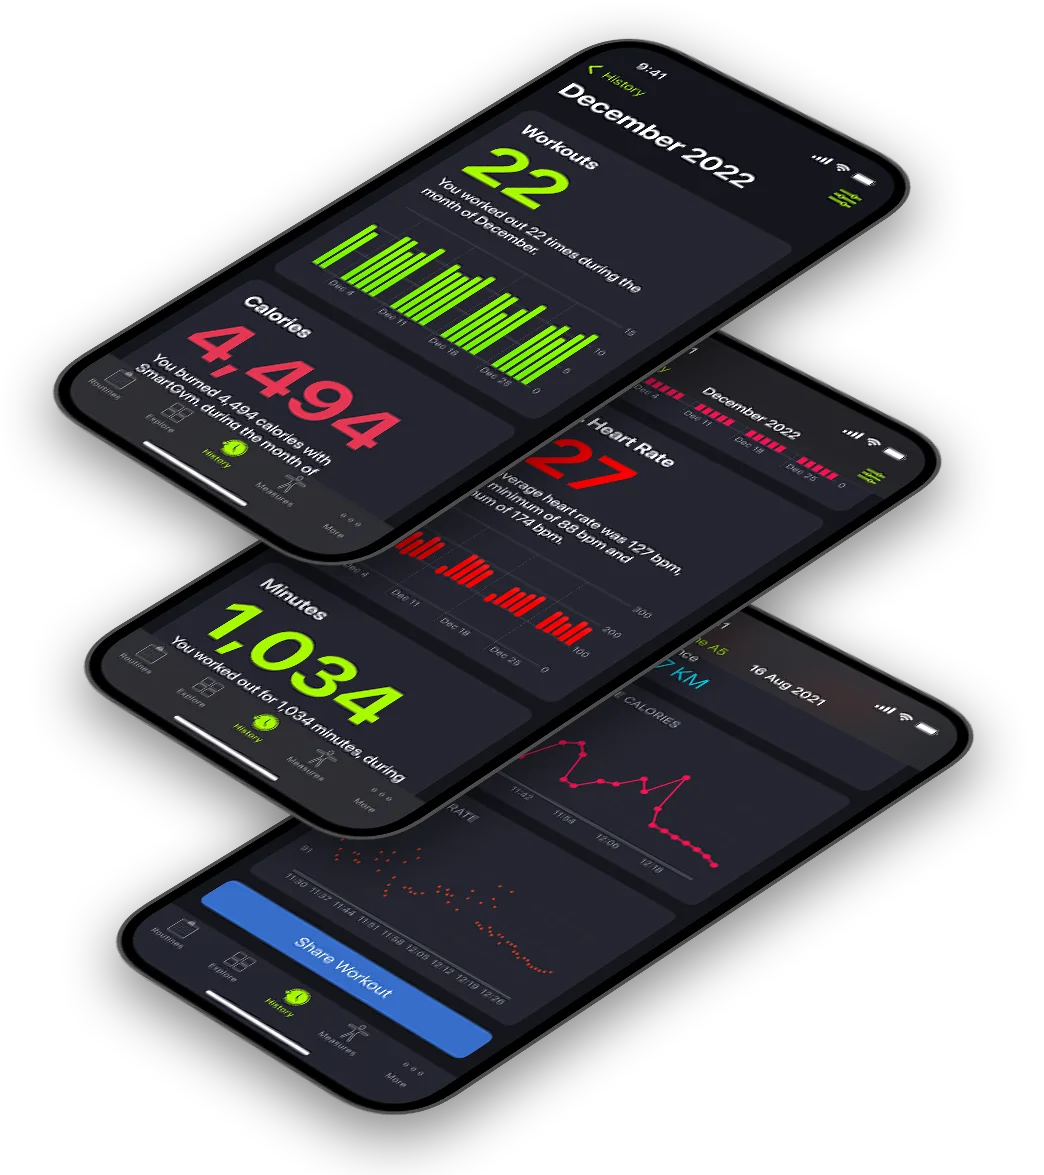 9:41
History
December 2022
Workouts
22
You worked out 22 times during the
month of December.
15
10
5
0
Dec 4
Dec 11
Dec 18
Dec 25
Calories
4,494
You burned 4,494 calories with
SmartGym, during the month of
Routines
Explore
History
Measures
More
December 2022
Dec 4
Dec 11
Dec 18
Dec 25
0
Heart Rate
27
average heart rate was 127 bpm,
minimum of 88 bpm and
of 174 bpm.
300
200
100
0
Dec 4
Dec 11
Dec 18
Dec 25
Minutes
1,034
You worked out for 1,034 minutes, during
Routines
Explore
History
Measures
More
A5
16 Aug 2021
7 KM
CALORIES
11:42
11:54
12:06
12:18
RATE
91
11:30 11:37 11:44 11:51 11:58 12:05 12:12 12:19 12:26
Share Workout
Routines
Explore
History
Measures
More